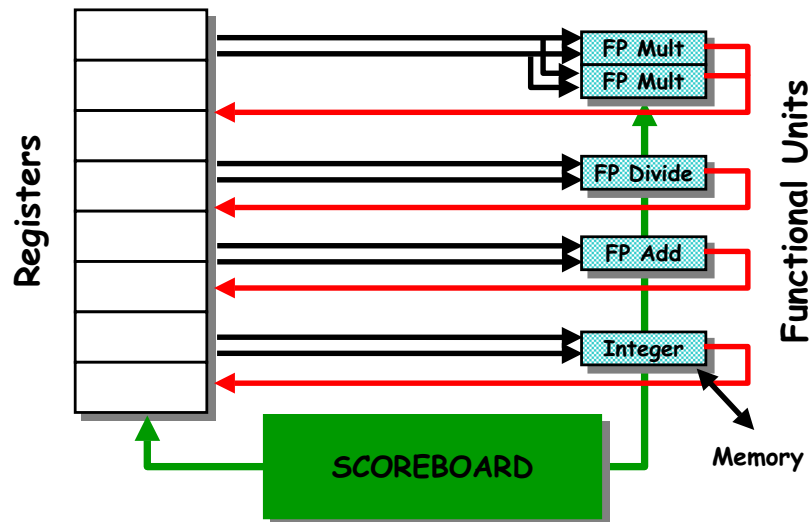 Registers
FP Mult
FP Mult
FP Divide
FP Add
Integer
Functional Units
SCOREBOARD
Memory